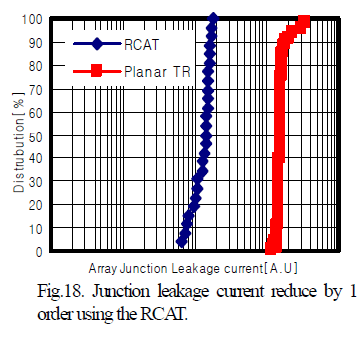 100
90
80
70
60
50
40
30
20
10
0
Distrubution[%]
RCAT
Planar TR
Array Junction Leakage current[A.U]
Fig.18. Junction leakage current reduce by 1
order using the RCAT.